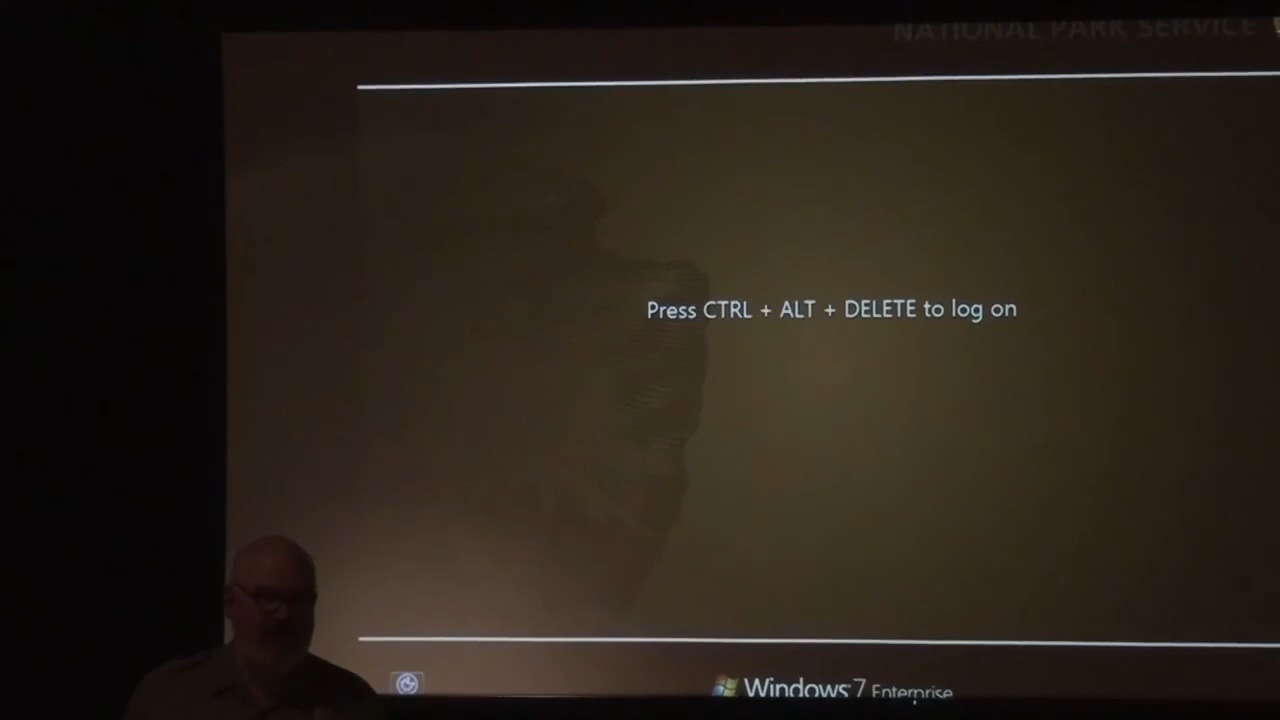 NATIONAL PARK SERVICE
Press CTRL + ALT + DELETE to log on
Windows 7 Enterprise